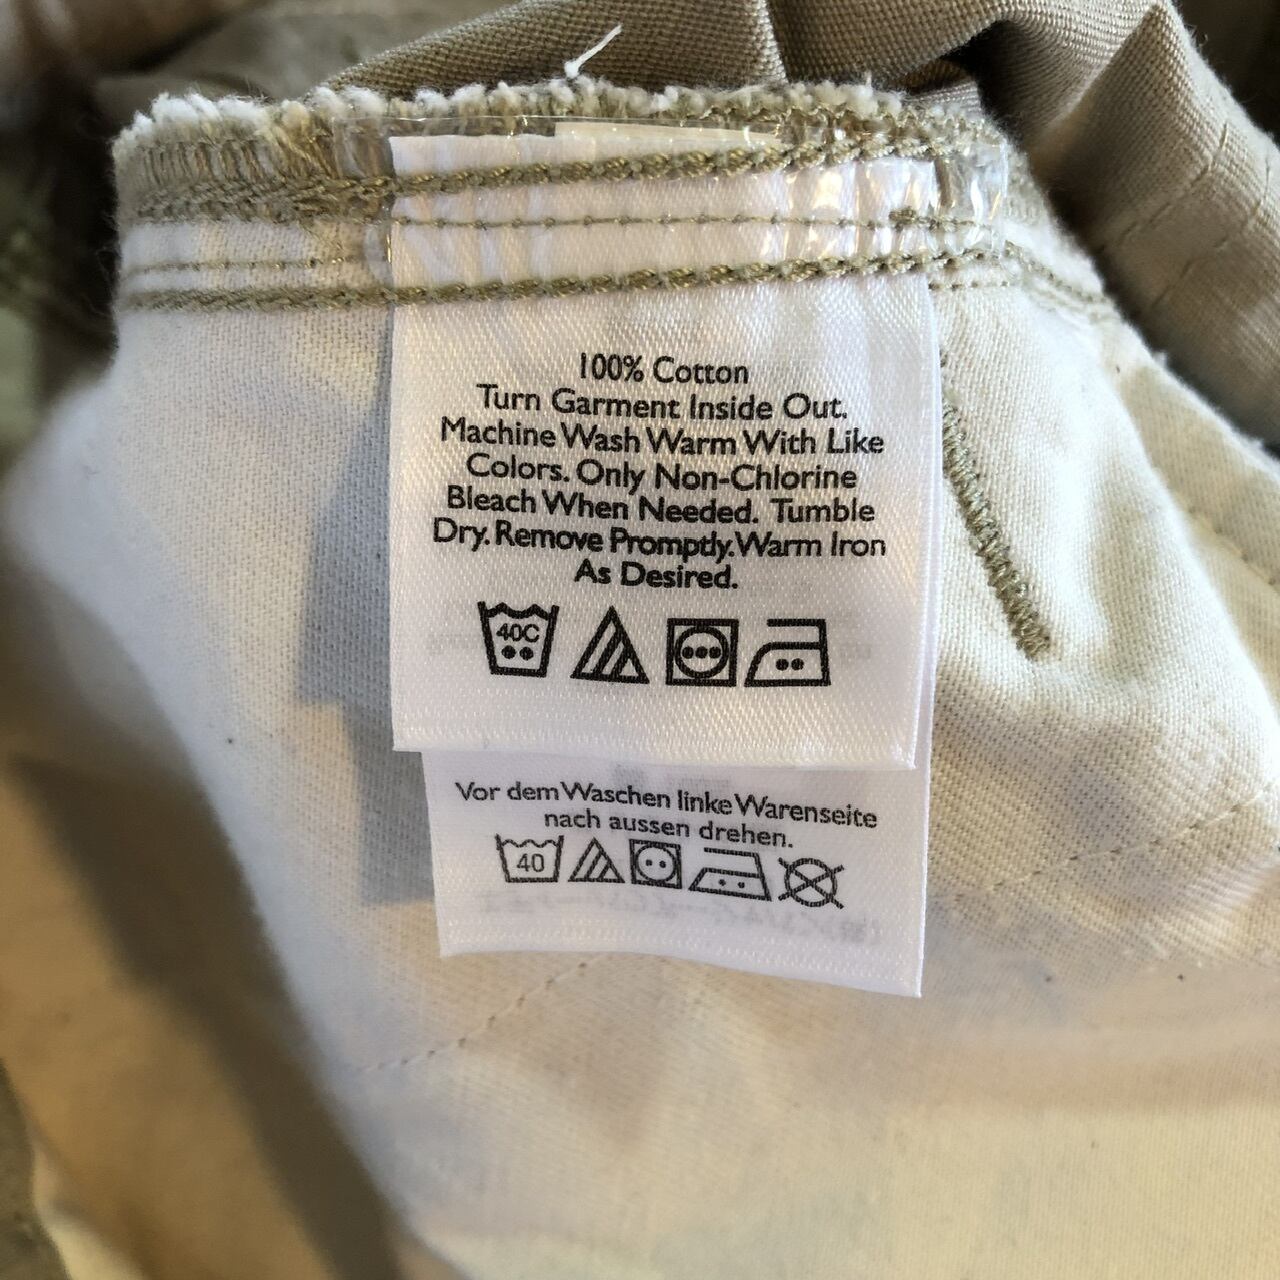 100% Cotton
Turn Garment Inside Out.
Machine Wash Warm With Like
Colors. Only Non-Chlorine
Bleach When Needed. Tumble
Dry. Remove Promptly. Warm Iron
As Desired.
40C
Vor dem Waschen linke Warenseite
nach aussen drehen.
40